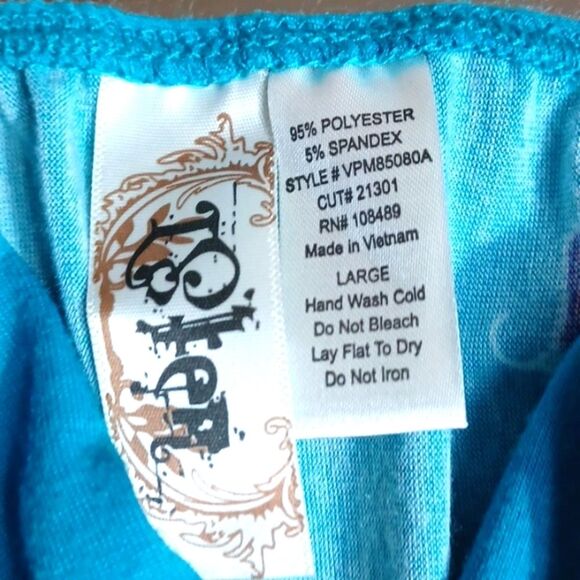 95% POLYESTER
5% SPANDEX
STYLE # VPM85080A
CUT# 21301
RN# 108489
Made in Vietnam
LARGE
Hand Wash Cold
Do Not Bleach
Lay Flat To Dry
Do Not Iron